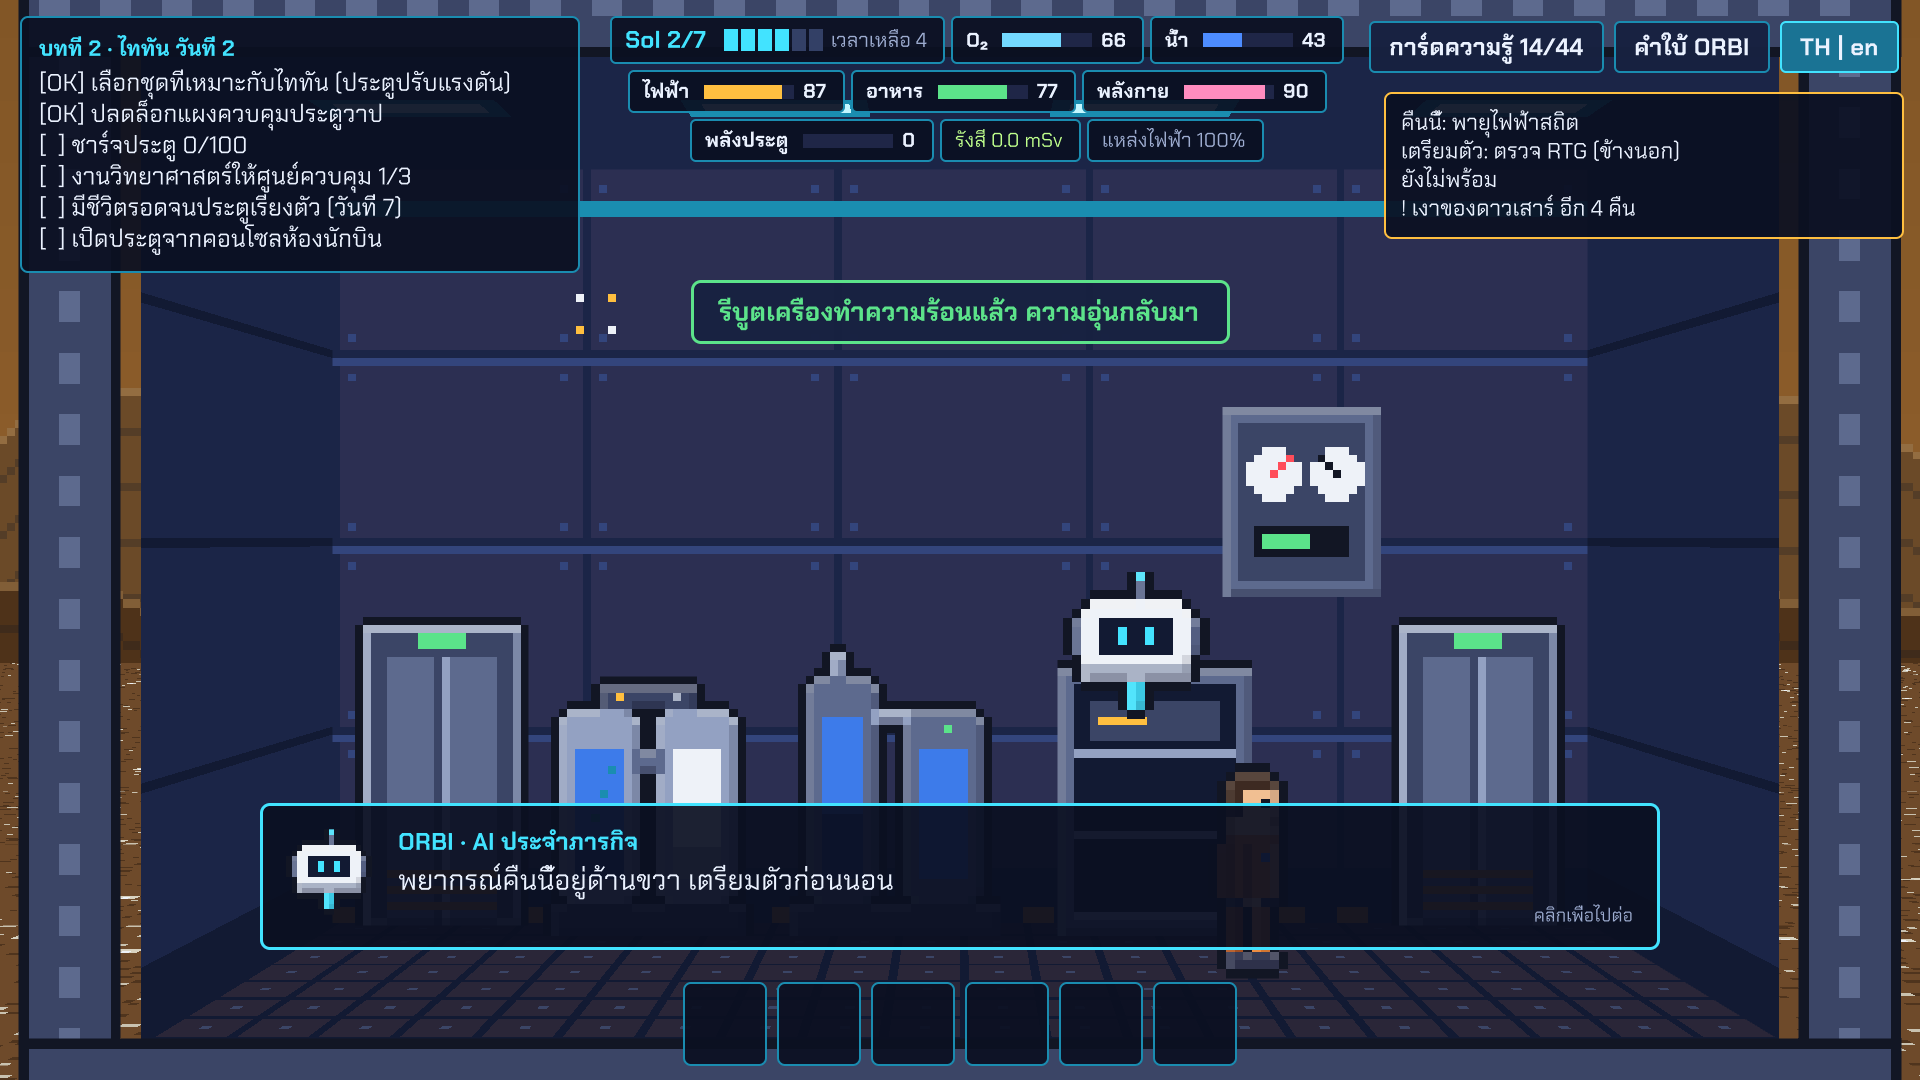 บทที่ 2 · ไททัน วันที่ 2
[OK] เลือกชุดที่เหมาะกับไททัน (ประตูปรับแรงดัน)
[OK] ปลดล็อกแผงควบคุมประตูวาป
[ ] ชาร์จประตู 0/100
[ ] งานวิทยาศาสตร์ให้ศูนย์ควบคุม 1/3
[ ] มีชีวิตรอดจนประตูเรียงตัว (วันที่ 7)
[ ] เปิดประตูจากคอนโซลห้องนักบิน
Sol 2/7 เวลาเหลือ 4
O₂ 66
น้ำ 43
ไฟฟ้า 87
อาหาร 77
พลังกาย 90
พลังประตู 0
รังสี 0.0 mSv
แหล่งไฟฟ้า 100%
การ์ดความรู้ 14/44
คำใบ้ ORBI
TH | en
คืนนี้: พายุไฟฟ้าสถิต
เตรียมตัว: ตรวจ RTG (ข้างนอก)
ยังไม่พร้อม
! เงาของดาวเสาร์ อีก 4 คืน
รีบูตเครื่องทำความร้อนแล้ว ความอุ่นกลับมา
ORBI · AI ประจำภารกิจ
พยากรณ์คืนนี้อยู่ด้านขวา เตรียมตัวก่อนนอน
คลิกเพื่อไปต่อ